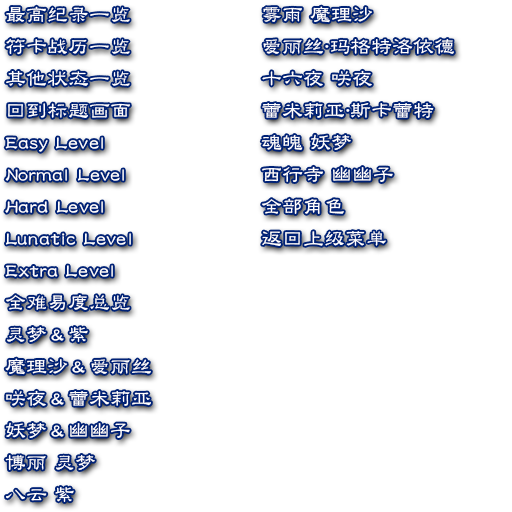 最高纪录一览
符卡战历一览
其他状态一览
回到标题画面
Easy Level
Normal Level
Hard Level
Lunatic Level
Extra Level
全难易度总览
灵梦＆紫
魔理沙＆爱丽丝
咲夜＆蕾米莉亚
妖梦＆幽幽子
博丽 灵梦
八云 紫
雾雨 魔理沙
爱丽丝·玛格特洛依德
十六夜 咲夜
蕾米莉亚·斯卡蕾特
魂魄 妖梦
西行寺 幽幽子
全部角色
返回上级菜单